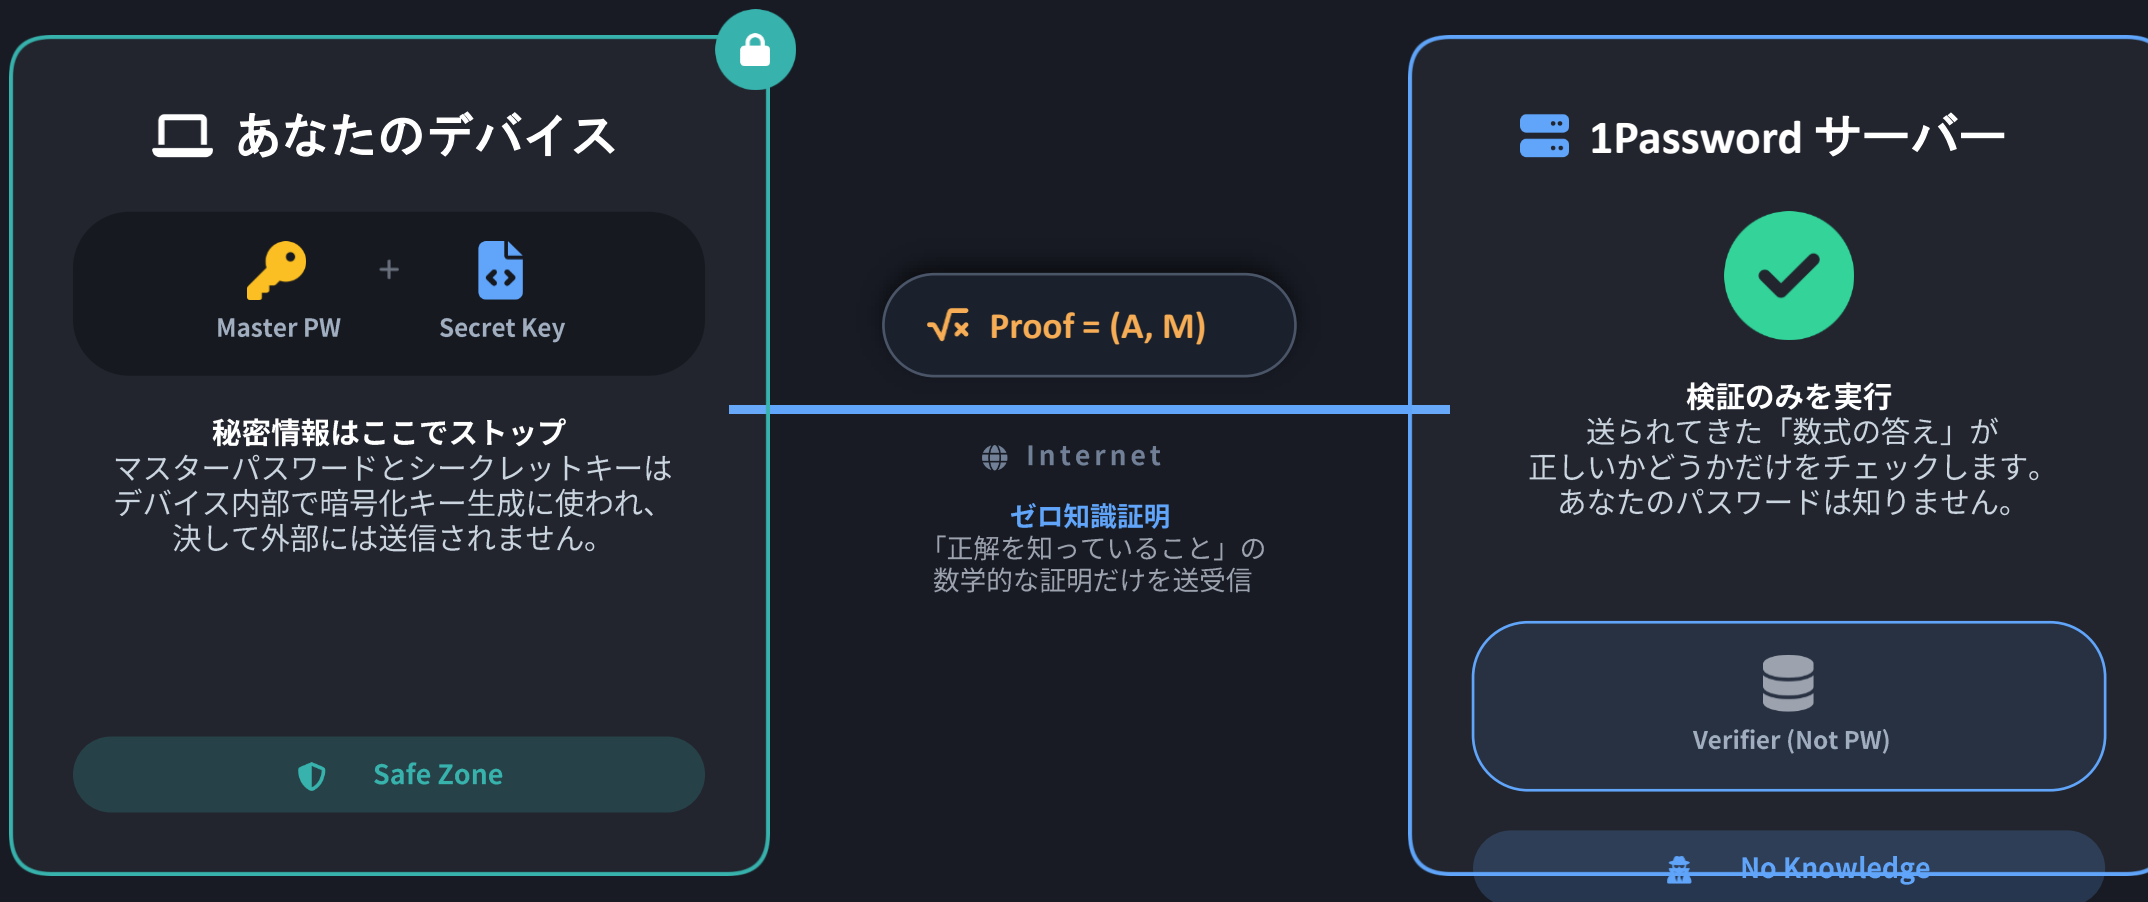 あなたのデバイス
Master PW
+
Secret Key
秘密情報はここでストップ
マスターパスワードとシークレットキーは
デバイス内部で暗号化キー生成に使われ、
決して外部には送信されません。
Safe Zone
Proof = (A, M)
Internet
ゼロ知識証明
「正解を知っていること」の
数学的な証明だけを送受信
1Password サーバー
検証のみを実行
送られてきた「数式の答え」が
正しいかどうかだけをチェックします。
あなたのパスワードは知りません。
Verifier (Not PW)
No Knowledge